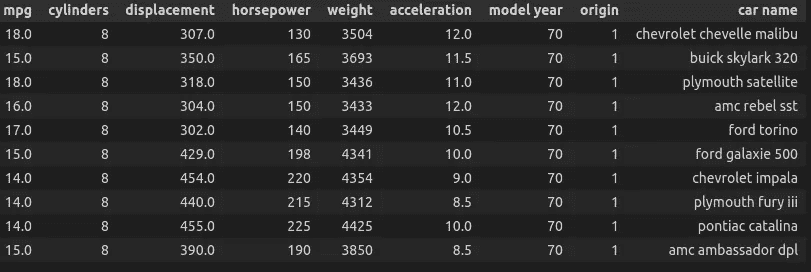 mpg cylinders displacement horsepower weight acceleration model year origin car name
18.0 8 307.0 130 3504 12.0 70 1 chevrolet chevelle malibu
15.0 8 350.0 165 3693 11.5 70 1 buick skylark 320
18.0 8 318.0 150 3436 11.0 70 1 plymouth satellite
16.0 8 304.0 150 3433 12.0 70 1 amc rebel sst
17.0 8 302.0 140 3449 10.5 70 1 ford torino
15.0 8 429.0 198 4341 10.0 70 1 ford galaxie 500
14.0 8 454.0 220 4354 9.0 70 1 chevrolet impala
14.0 8 440.0 215 4312 8.5 70 1 plymouth fury iii
14.0 8 455.0 225 4425 10.0 70 1 pontiac catalina
15.0 8 390.0 190 3850 8.5 70 1 amc ambassador dpl